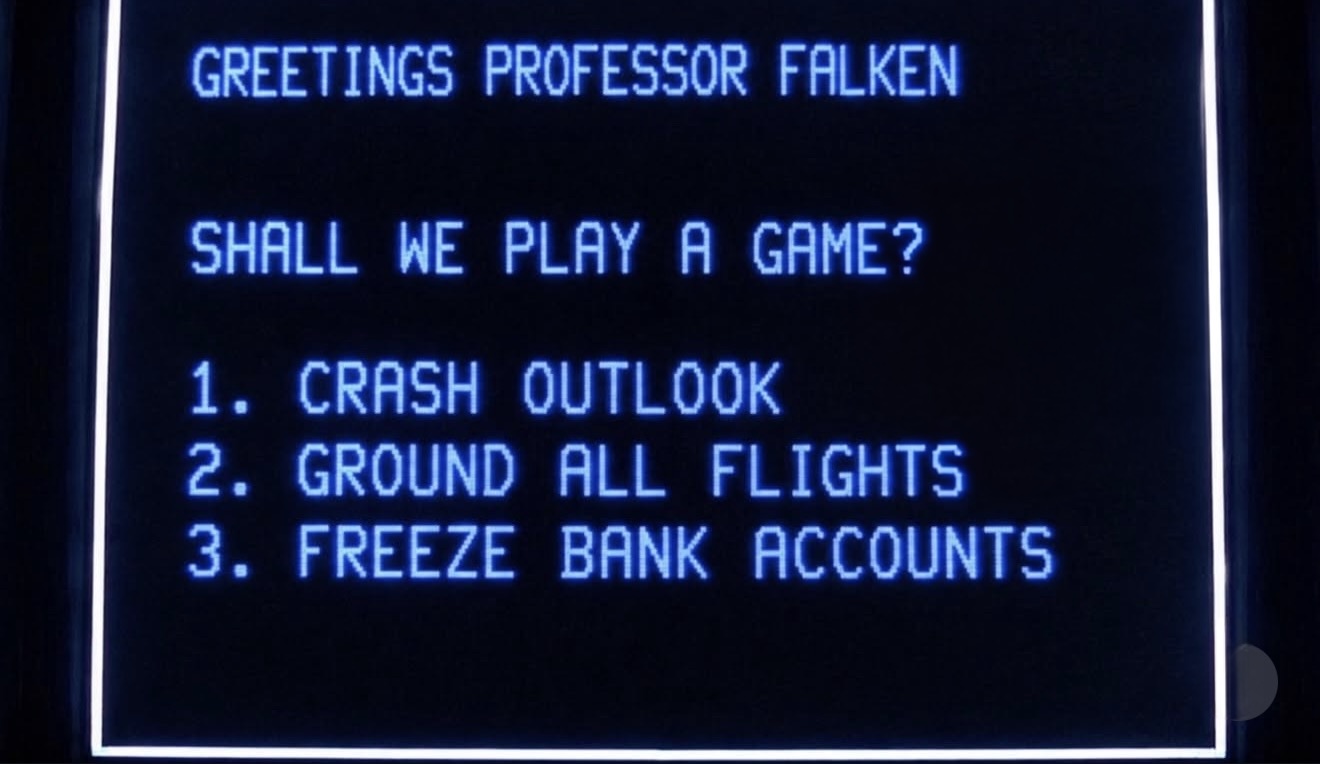 GREETINGS PROFESSOR FALKEN
SHALL WE PLAY A GAME?
1. CRASH OUTLOOK
2. GROUND ALL FLIGHTS
3. FREEZE BANK ACCOUNTS